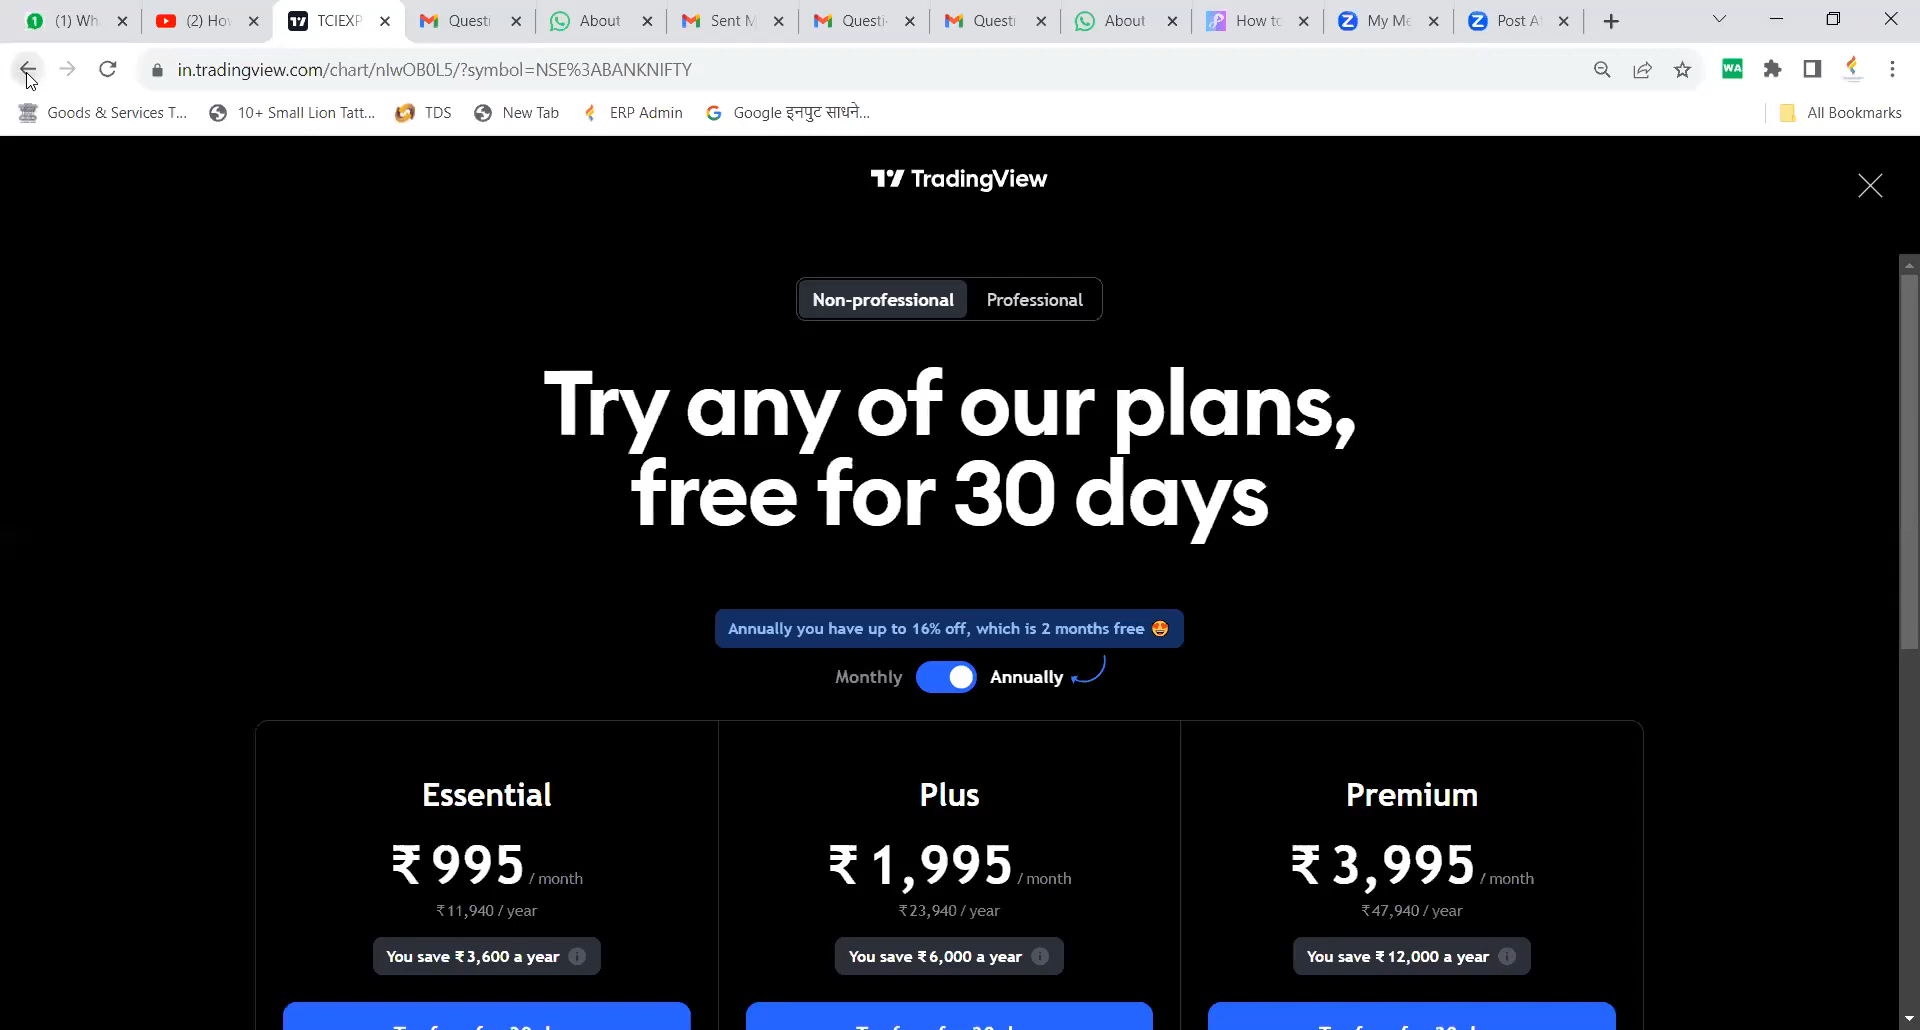 (1) Wh
(2) Ho
TCIEXP
Questi
About
Sent M
Questi
Questi
About
How to
My Me
Post A
in.tradingview.com/chart/nIwOB0L5/?symbol=NSE%3ABANKNIFTY
WA
Goods & Services T...
10+ Small Lion Tatt...
TDS
New Tab
ERP Admin
Google इनपुट साधने...
All Bookmarks
TradingView
Non-professional
Professional
Try any of our plans,
free for 30 days
Annually you have up to 16% off, which is 2 months free
Monthly
Annually
Essential
Plus
Premium
₹ 995 / month
₹ 1,995 / month
₹ 3,995 / month
₹11,940 / year
₹23,940 / year
₹47,940 / year
You save ₹ 3,600 a year
You save ₹ 6,000 a year
You save ₹ 12,000 a year